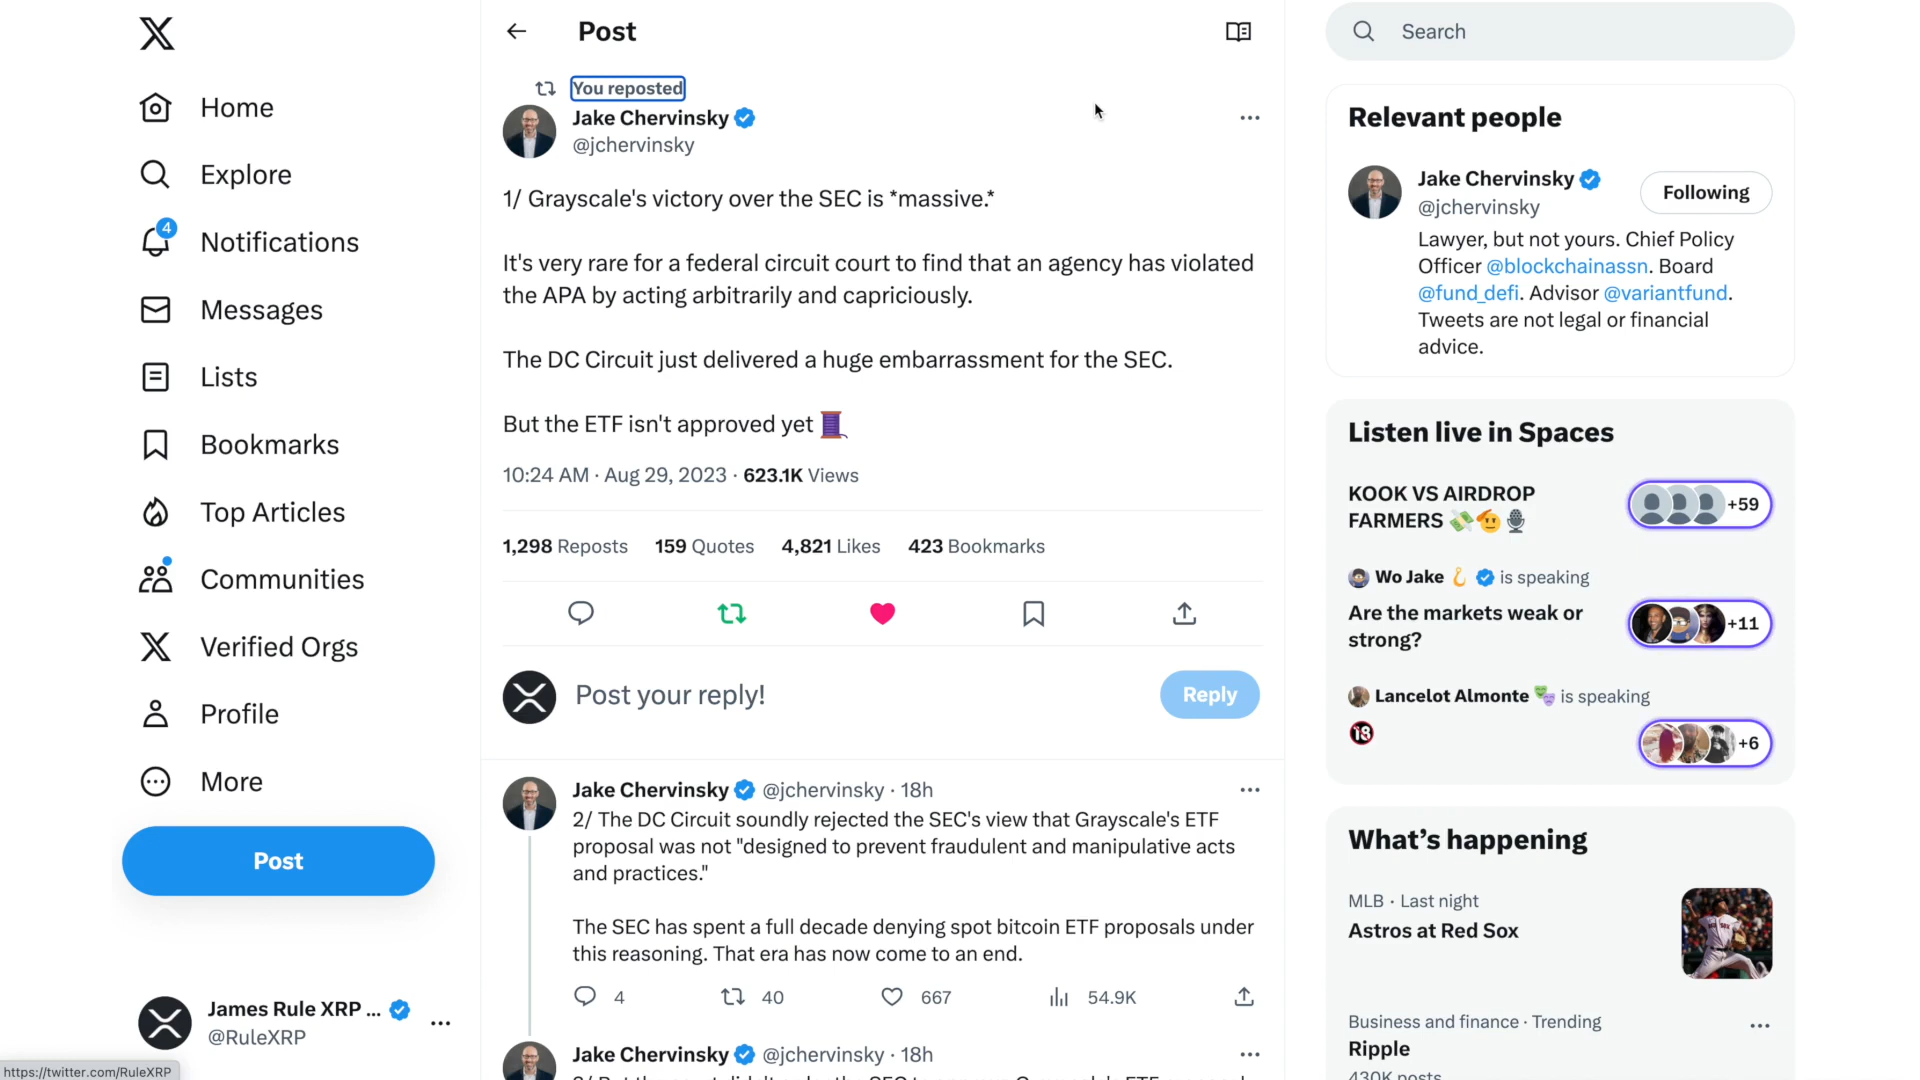 Home
Explore
4
Notifications
Messages
Lists
Bookmarks
Top Articles
Communities
Verified Orgs
Profile
More
Post
James Rule XRP ...
@RuleXRP
https://twitter.com/RuleXRP
Post
You reposted
Jake Chervinsky
@jchervinsky
1/ Grayscale's victory over the SEC is *massive.*
It's very rare for a federal circuit court to find that an agency has violated
the APA by acting arbitrarily and capriciously.
The DC Circuit just delivered a huge embarrassment for the SEC.
But the ETF isn't approved yet 🧵
10:24 AM · Aug 29, 2023 · 623.1K Views
1,298 Reposts 159 Quotes 4,821 Likes 423 Bookmarks
Post your reply!
Reply
Jake Chervinsky @jchervinsky · 18h
2/ The DC Circuit soundly rejected the SEC's view that Grayscale's ETF
proposal was not "designed to prevent fraudulent and manipulative acts
and practices."
The SEC has spent a full decade denying spot bitcoin ETF proposals under
this reasoning. That era has now come to an end.
4 40 667 54.9K
Jake Chervinsky @jchervinsky · 18h
Search
Relevant people
Jake Chervinsky
@jchervinsky
Following
Lawyer, but not yours. Chief Policy
Officer @blockchainassn. Board
@fund_defi. Advisor @variantfund.
Tweets are not legal or financial
advice.
Listen live in Spaces
KOOK VS AIRDROP
FARMERS 💸🫡🎙️
+59
Wo Jake 🪝 is speaking
Are the markets weak or
strong?
+11
Lancelot Almonte 🎭 is speaking
🔞
+6
What's happening
MLB · Last night
Astros at Red Sox
Business and finance · Trending
Ripple
430K posts